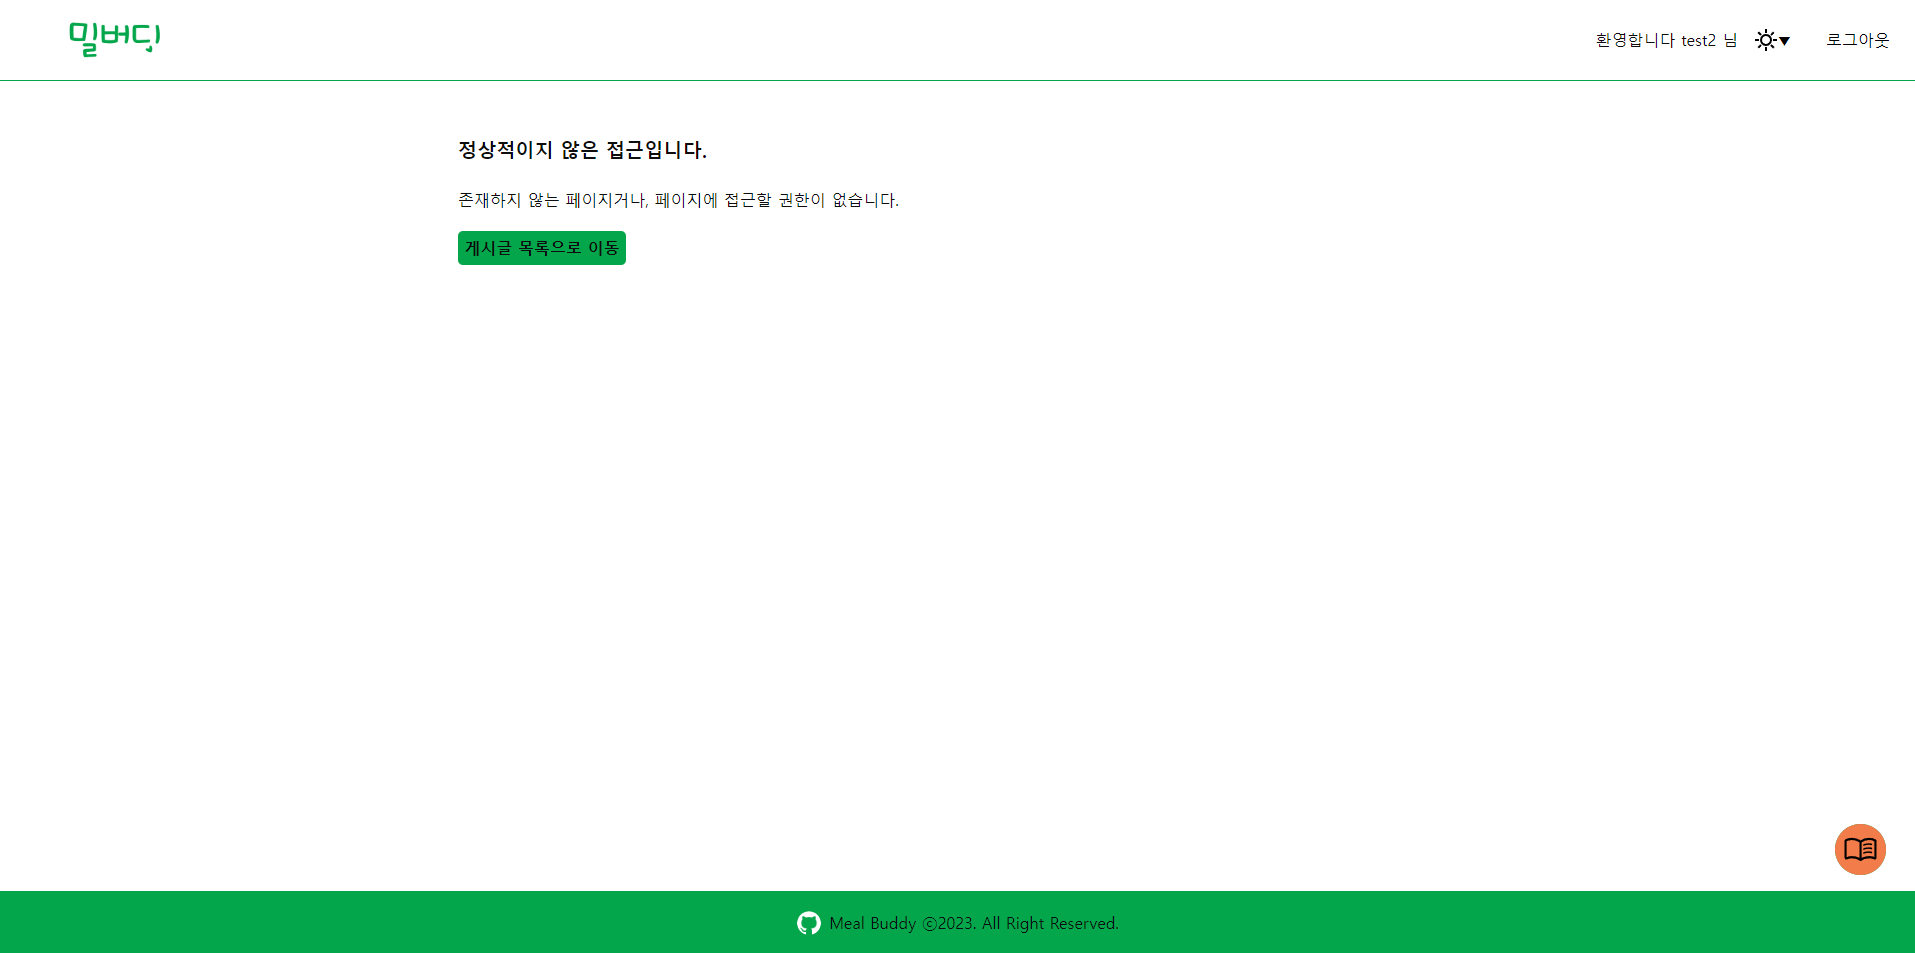 밀버디
환영합니다 test2 님
▼
로그아웃
정상적이지 않은 접근입니다.
존재하지 않는 페이지거나, 페이지에 접근할 권한이 없습니다.
게시글 목록으로 이동
Meal Buddy ⓒ2023. All Right Reserved.